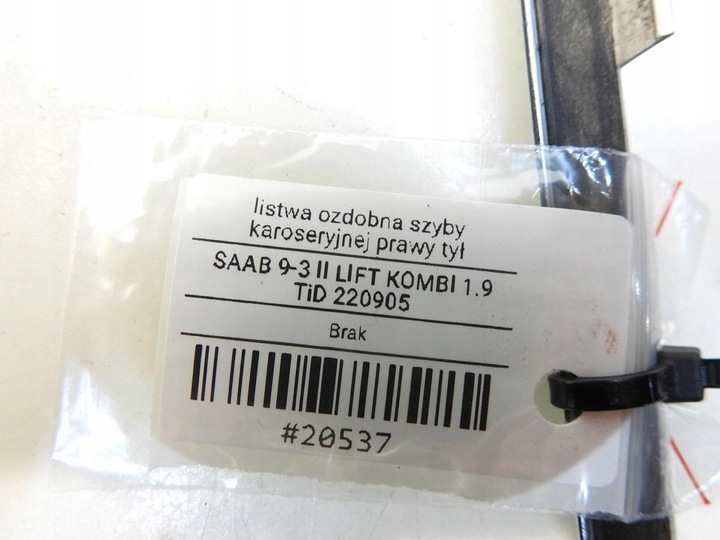 listwa ozdobna szyby
karoseryjnej prawy tył
SAAB 9-3 II LIFT KOMBI 1.9
TiD 220905
Brak
#20537